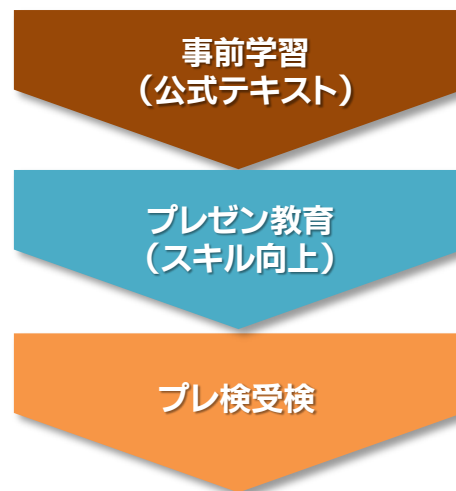 事前学習
（公式テキスト）
プレゼン教育
（スキル向上）
プレ検受検